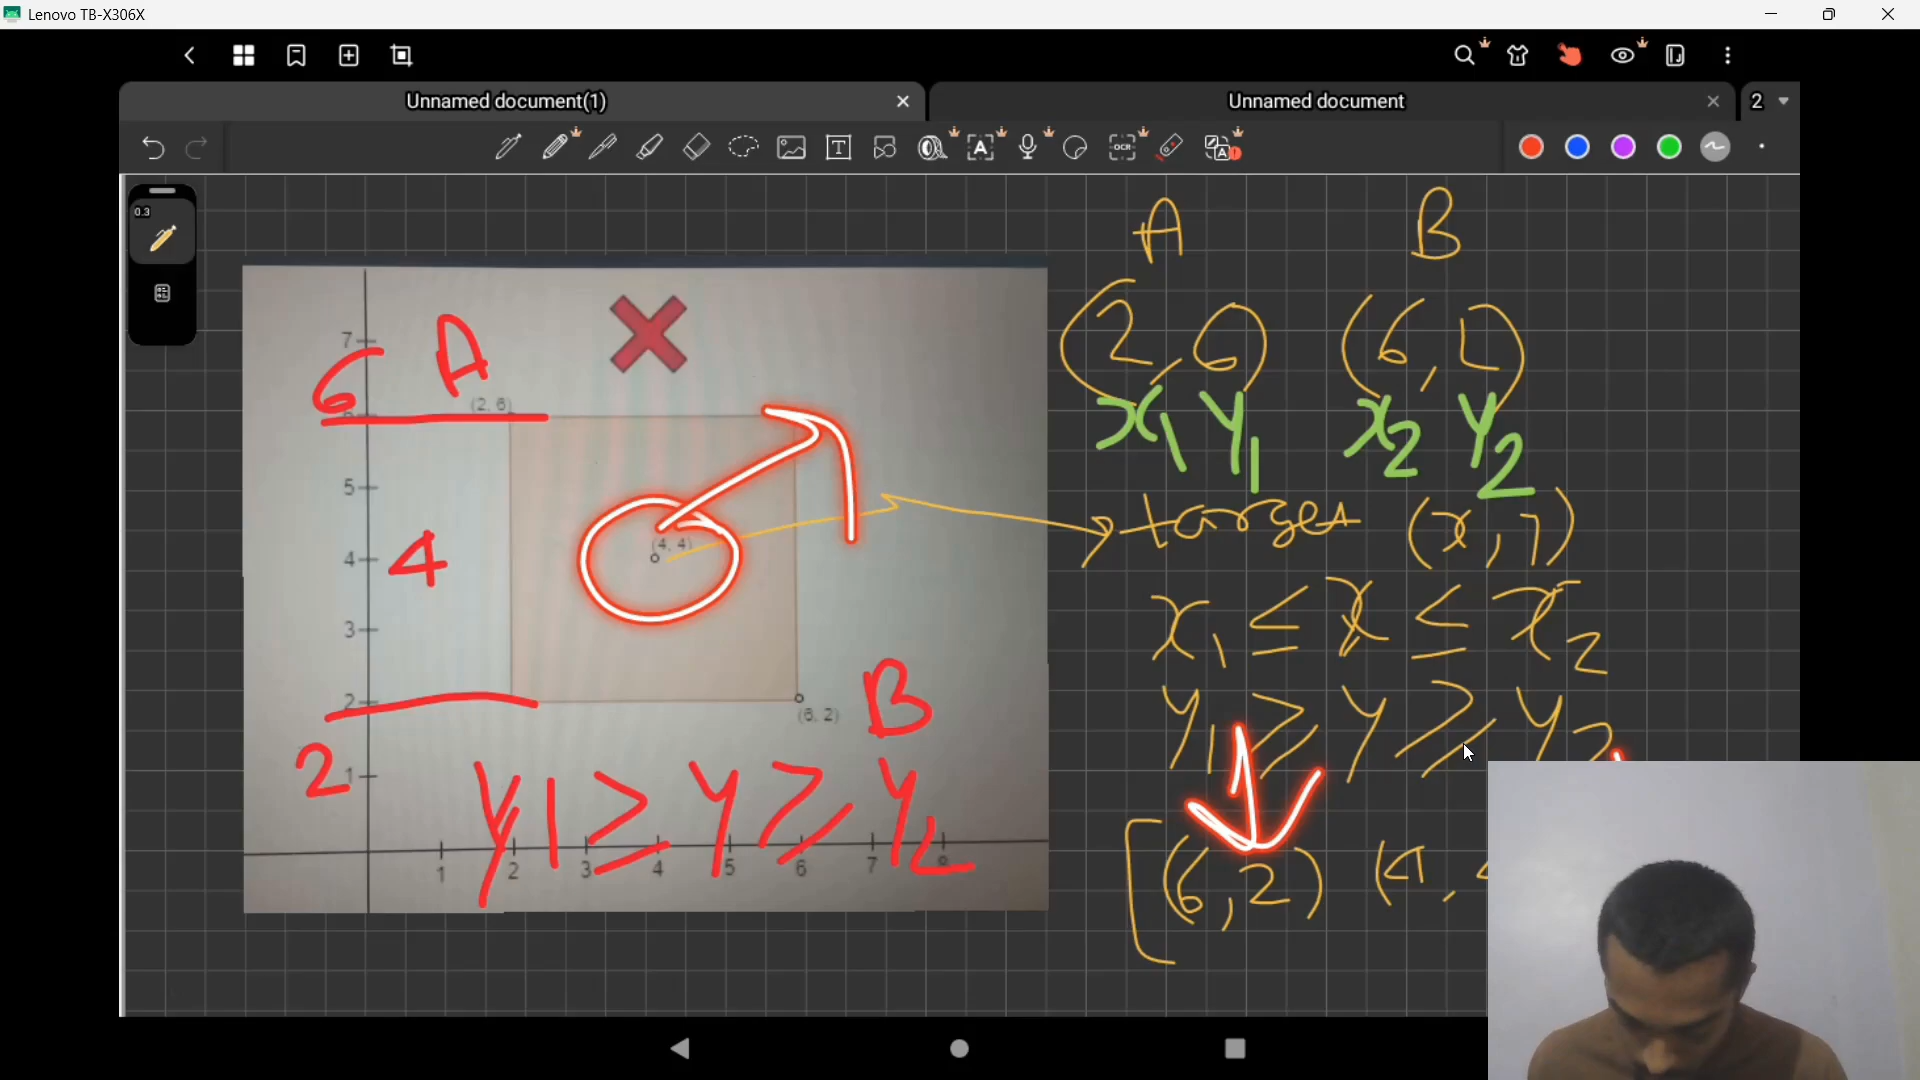 Lenovo TB-X306X
Unnamed document(1)
Unnamed document
2
0.3
OCR
A
A B
(2, 6) (6, 2)
x1 y1 x2 y2
6 A
(2, 6)
7
5
4
3
2
1
4
(4, 4)
target (x, y)
x1 ≤ x ≤ x2
y1 ≥ y ≥ y2
B
(6, 2)
2
y1 ≥ y ≥ y2
1 2 3 4 5 6 7 8
[(6, 2) (4,